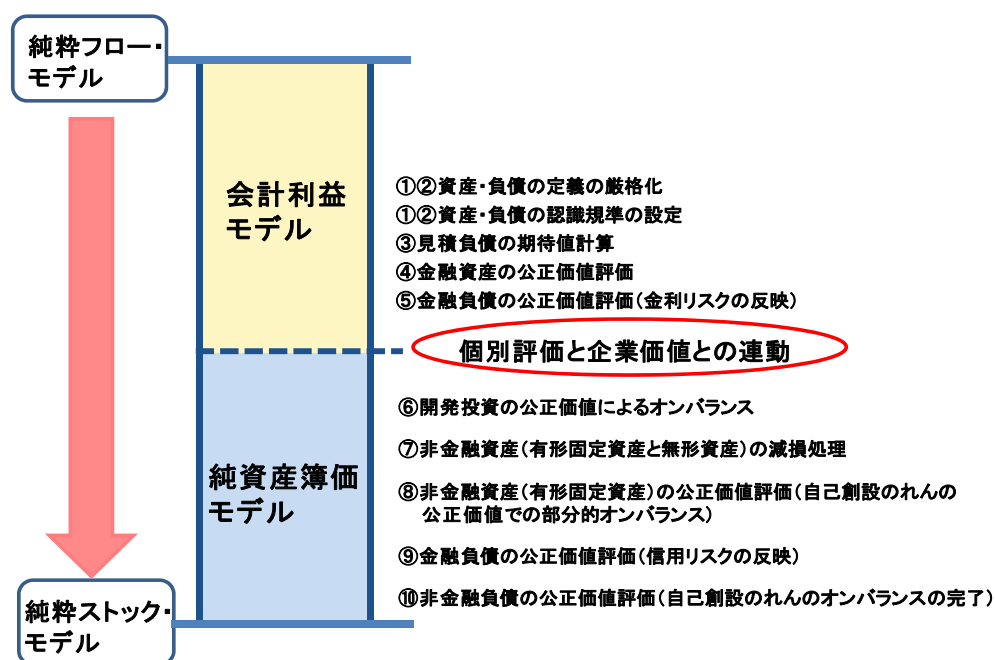 純粋フロー・
モデル
会計利益
モデル
①②資産・負債の定義の厳格化
①②資産・負債の認識規準の設定
③見積負債の期待値計算
④金融資産の公正価値評価
⑤金融負債の公正価値評価（金利リスクの反映）
個別評価と企業価値との連動
純資産簿価
モデル
⑥開発投資の公正価値によるオンバランス
⑦非金融資産（有形固定資産と無形資産）の減損処理
⑧非金融資産（有形固定資産）の公正価値評価（自己創設のれんの
公正価値での部分的オンバランス）
⑨金融負債の公正価値評価（信用リスクの反映）
⑩非金融負債の公正価値評価（自己創設のれんのオンバランスの完了）
純粋ストック・
モデル